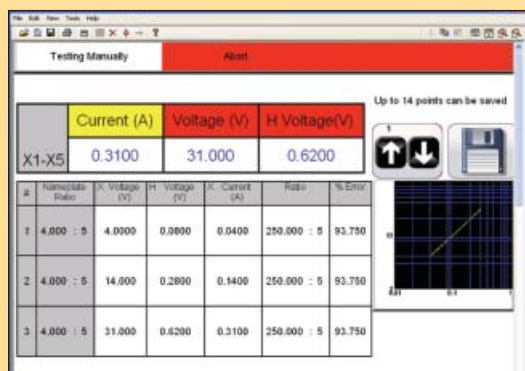 File Edit View Tools Help
Testing Manually Abort
Up to 14 points can be saved
X1-X5 Current (A) Voltage (V) H Voltage(V)
0.3100 31.000 0.6200
1
# Nameplate Ratio X Voltage (V) H Voltage (V) X Current (A) Ratio % Error
1 4.000 : 5 4.0000 0.0800 0.0400 250.000 : 5 93.750
2 4.000 : 5 14.000 0.2800 0.1400 250.000 : 5 93.750
3 4.000 : 5 31.000 0.6200 0.3100 250.000 : 5 93.750
0.1